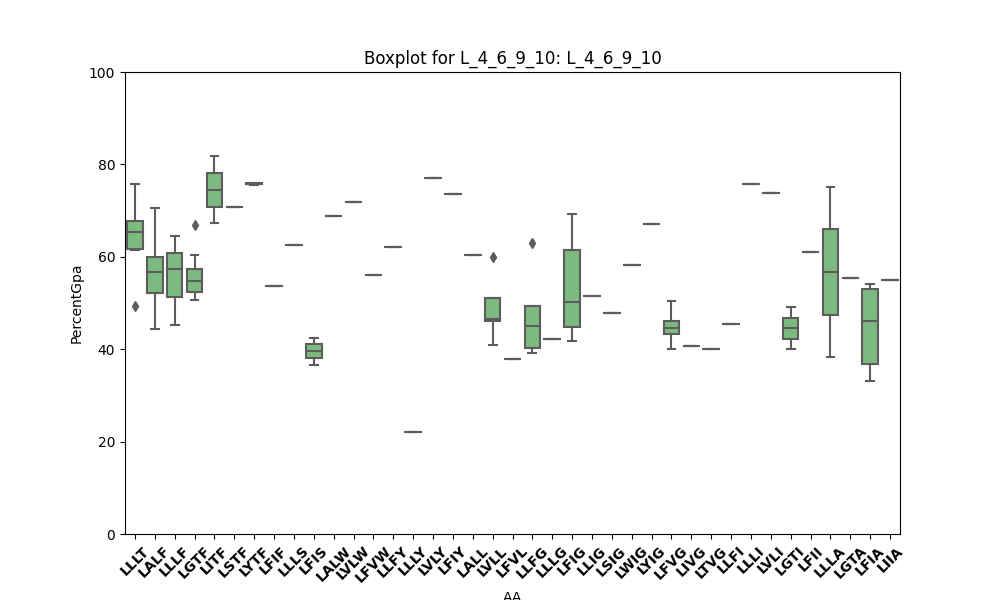 Boxplot for L_4_6_9_10: L_4_6_9_10
100
80
60
40
20
0
PercentGpa
LLLT LALF LLLF LGTF LITF LSTF LYTF LFIF LLLS LFIS LALW LVLW LFVW LLFY LLLY LVLY LFIY LALL LVLL LFVL LLFG LLLG LFIG LLIG LSIG LWIG LYIG LFVG LIVG LTVG LLFI LLLI LVLI LGTI LFII LLLA LGTA LFIA LIIA
AA